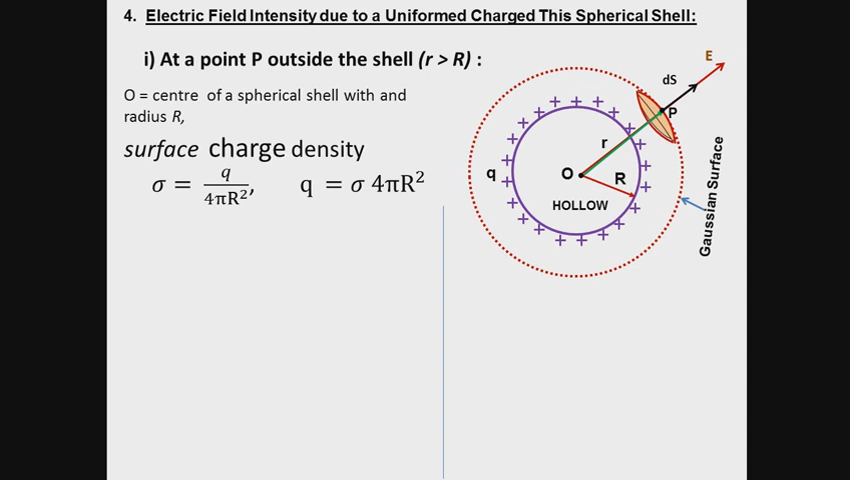 4. Electric Field Intensity due to a Uniformed Charged This Spherical Shell:
i) At a point P outside the shell (r > R) :
O = centre of a spherical shell with and
radius R,
surface charge density
σ = q/4πR², q = σ 4πR²
E
dS
P
r
q
O
R
HOLLOW
Gaussian Surface